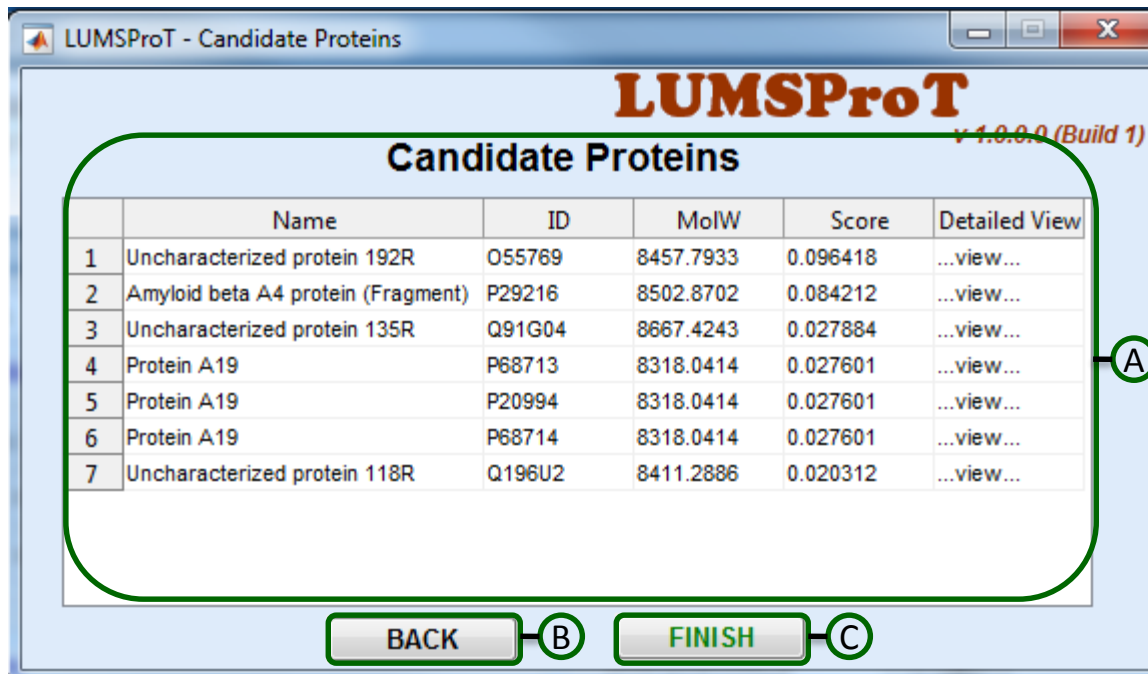 LUMSProT - Candidate Proteins
LUMSProT
v 1.0.0.0 (Build 1)
Candidate Proteins
Name ID MolW Score Detailed View
1 Uncharacterized protein 192R O55769 8457.7933 0.096418 ...view...
2 Amyloid beta A4 protein (Fragment) P29216 8502.8702 0.084212 ...view...
3 Uncharacterized protein 135R Q91G04 8667.4243 0.027884 ...view...
4 Protein A19 P68713 8318.0414 0.027601 ...view...
5 Protein A19 P20994 8318.0414 0.027601 ...view...
6 Protein A19 P68714 8318.0414 0.027601 ...view...
7 Uncharacterized protein 118R Q196U2 8411.2886 0.020312 ...view...
A
BACK B FINISH C